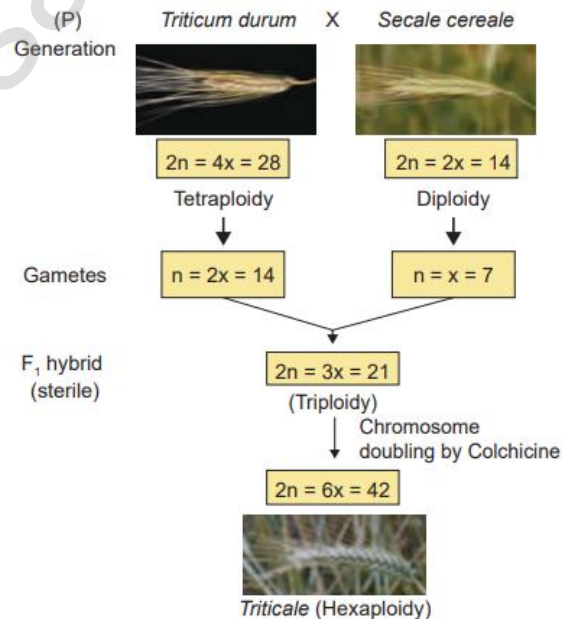 (P)
Generation
Triticum durum X Secale cereale
2n = 4x = 28
2n = 2x = 14
Tetraploidy
Diploidy
Gametes
n = 2x = 14
n = x = 7
F₁ hybrid
(sterile)
2n = 3x = 21
(Triploidy)
Chromosome
doubling by Colchicine
2n = 6x = 42
Triticale (Hexaploidy)